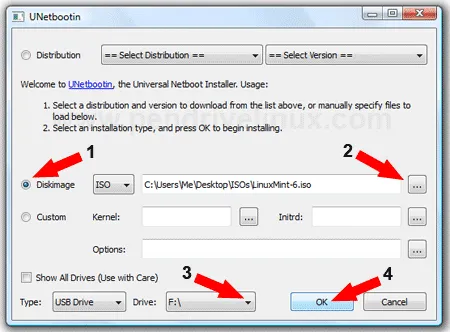 UNetbootin
Distribution == Select Distribution == == Select Version ==
Welcome to UNetbootin, the Universal Netboot Installer. Usage:
1. Select a distribution and version to download from the list above, or manually specify files to
load below.
2. Select an installation type, and press OK to begin installing.
www.pendrivelinux.com
1
2
Diskimage ISO C:\Users\Me\Desktop\ISOs\LinuxMint-6.iso ...
Custom Kernel: ... Initrd: ...
Options: ...
Show All Drives (Use with Care)
3
4
Type: USB Drive Drive: F:\ OK Cancel